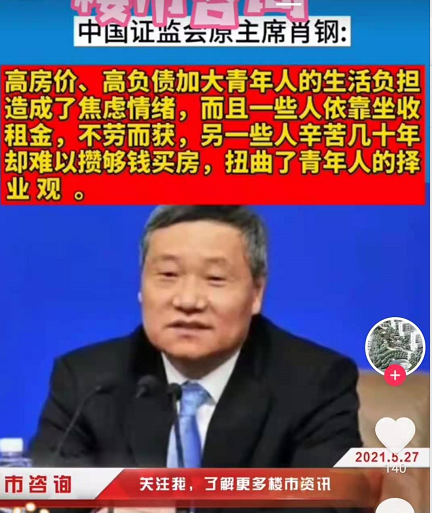 楼市咨询
中国证监会原主席肖钢:
高房价、高负债加大青年人的生活负担
造成了焦虑情绪，而且一些人依靠坐收
租金，不劳而获，另一些人辛苦几十年
却难以攒够钱买房，扭曲了青年人的择
业观 。
2021.5.27
140
市咨询
关注我，了解更多楼市资讯